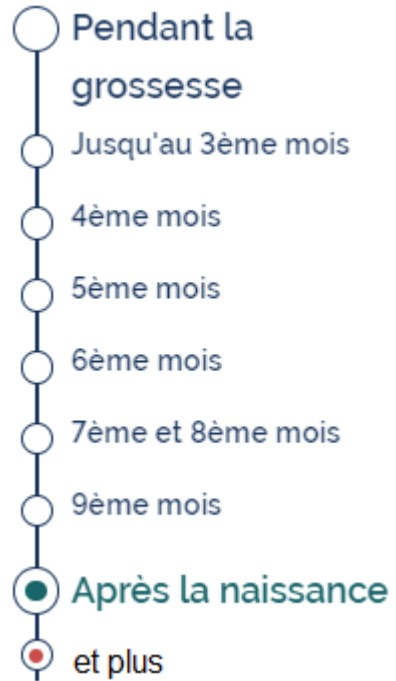 Pendant la
grossesse
Jusqu'au 3ème mois
4ème mois
5ème mois
6ème mois
7ème et 8ème mois
9ème mois
Après la naissance
et plus